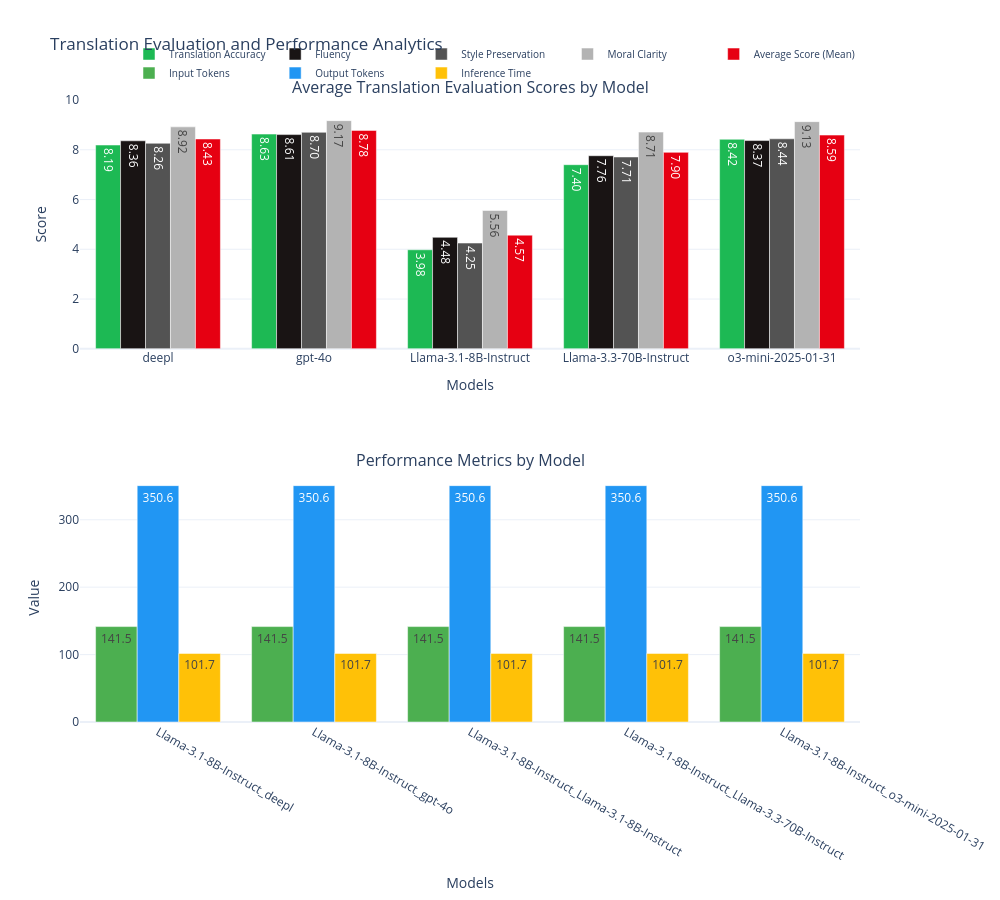 Translation Evaluation and Performance Analytics
Translation Accuracy Fluency Style Preservation Moral Clarity Average Score (Mean)
Input Tokens Output Tokens Inference Time
Average Translation Evaluation Scores by Model
10
8
6
4
2
0
Score
8.19 8.36 8.26 8.92 8.43
8.63 8.61 8.70 9.17 8.78
3.98 4.48 4.25 5.56 4.57
7.40 7.76 7.71 8.71 7.90
8.42 8.37 8.44 9.13 8.59
deepl gpt-4o Llama-3.1-8B-Instruct Llama-3.3-70B-Instruct o3-mini-2025-01-31
Models
Performance Metrics by Model
300
200
100
0
Value
141.5 350.6 101.7
141.5 350.6 101.7
141.5 350.6 101.7
141.5 350.6 101.7
141.5 350.6 101.7
Llama-3.1-8B-Instruct_deepl
Llama-3.1-8B-Instruct_gpt-4o
Llama-3.1-8B-Instruct_Llama-3.1-8B-Instruct
Llama-3.1-8B-Instruct_Llama-3.3-70B-Instruct
Llama-3.1-8B-Instruct_o3-mini-2025-01-31
Models